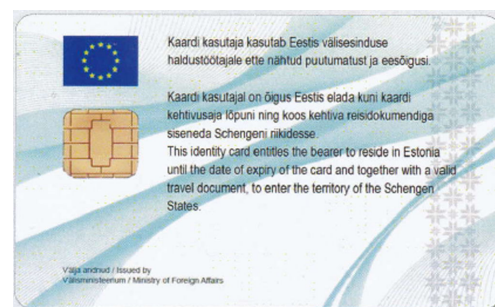 Kaardi kasutaja kasutab Eestis välisesinduse
haldustöötajale ette nähtud puutumatust ja eesõigusi.
Kaardi kasutajal on õigus Eestis elada kuni kaardi
kehtivusaja lõpuni ning koos kehtiva reisidokumendiga
siseneda Schengeni riikidesse.
This identity card entitles the bearer to reside in Estonia
until the date of expiry of the card and together with a valid
travel document, to enter the territory of the Schengen
States.
Välja andnud / Issued by
Välisministeerium / Ministry of Foreign Affairs